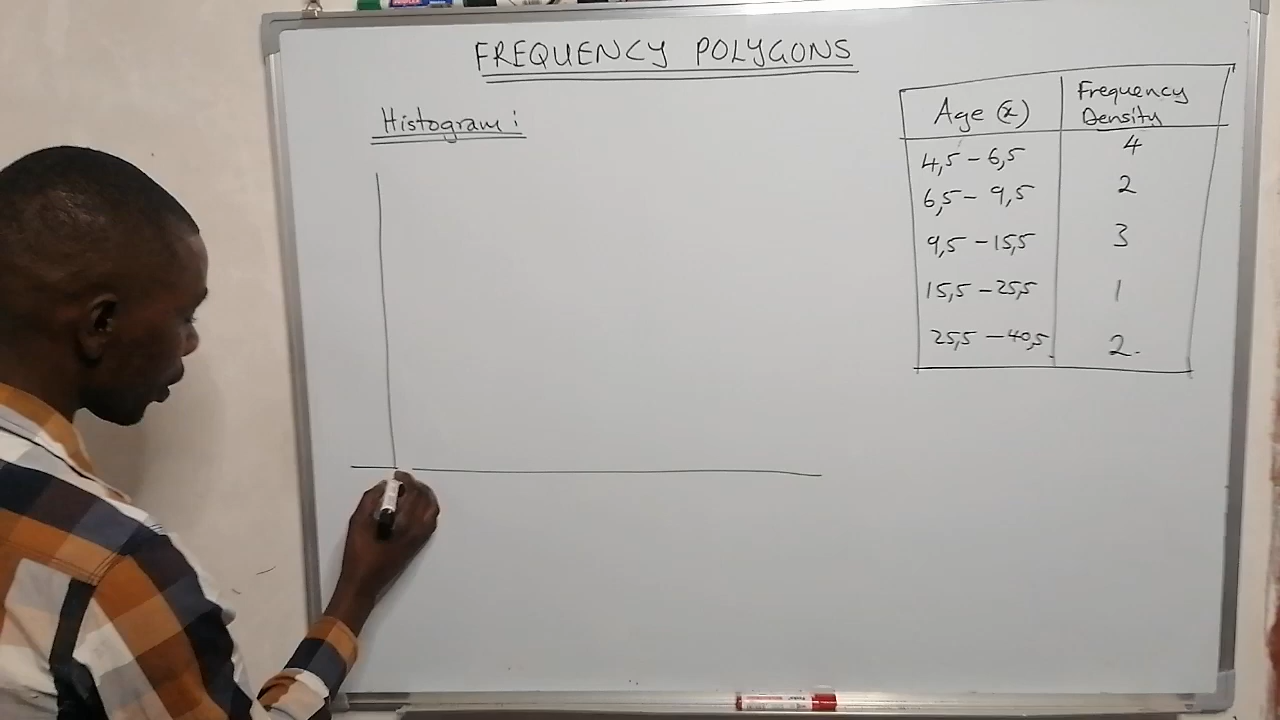 FREQUENCY POLYGONS
Histogram:
Age (x) Frequency Density
4,5 – 6,5 4
6,5 – 9,5 2
9,5 – 15,5 3
15,5 – 25,5 1
25,5 – 40,5 2